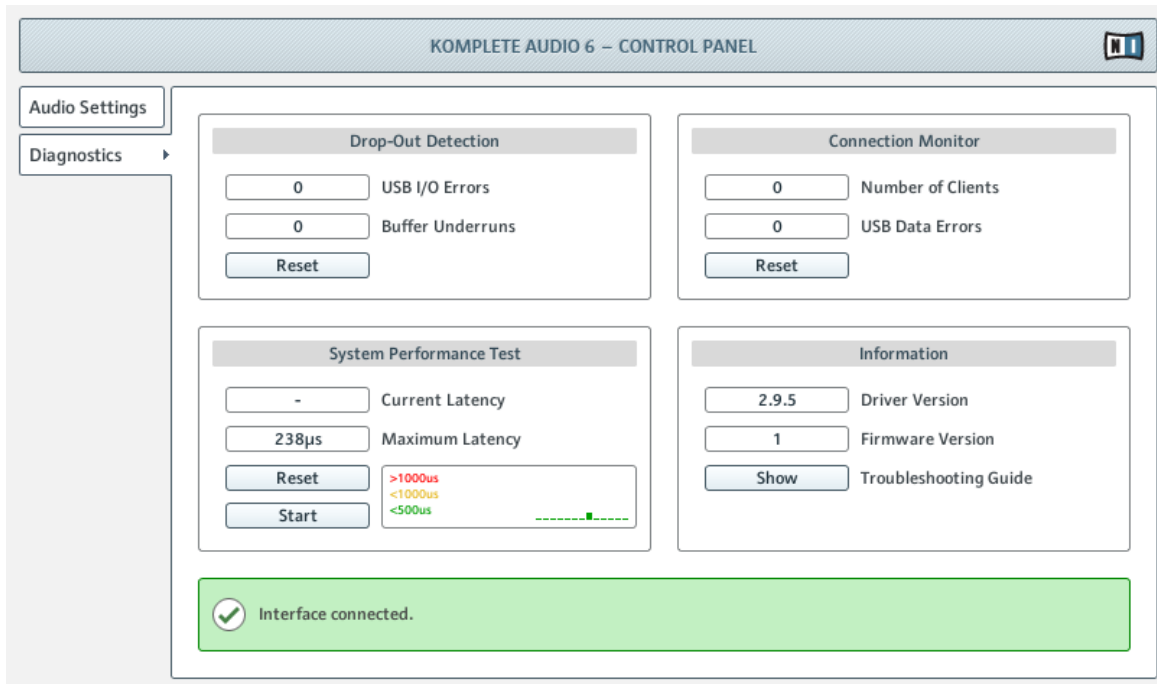 KOMPLETE AUDIO 6 – CONTROL PANEL
NI
Audio Settings
Diagnostics
Drop-Out Detection
0 USB I/O Errors
0 Buffer Underruns
Reset
Connection Monitor
0 Number of Clients
0 USB Data Errors
Reset
System Performance Test
- Current Latency
238µs Maximum Latency
Reset
Start
>1000us
<1000us
<500us
Information
2.9.5 Driver Version
1 Firmware Version
Show Troubleshooting Guide
Interface connected.